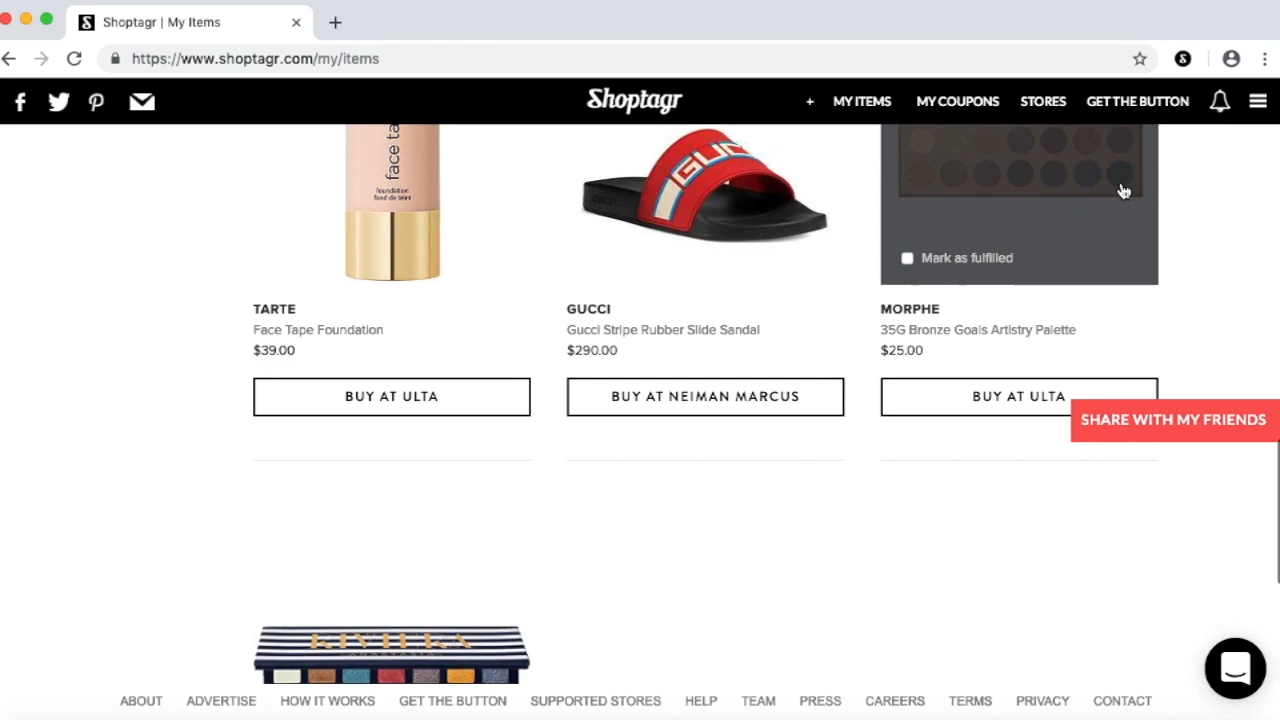 Shoptagr | My Items
https://www.shoptagr.com/my/items
Shoptagr
+ MY ITEMS MY COUPONS STORES GET THE BUTTON
face ta
foundation
fond de teint
GUCCI
Mark as fulfilled
TARTE
Face Tape Foundation
$39.00
BUY AT ULTA
GUCCI
Gucci Stripe Rubber Slide Sandal
$290.00
BUY AT NEIMAN MARCUS
MORPHE
35G Bronze Goals Artistry Palette
$25.00
BUY AT ULTA
SHARE WITH MY FRIENDS
ABOUT ADVERTISE HOW IT WORKS GET THE BUTTON SUPPORTED STORES HELP TEAM PRESS CAREERS TERMS PRIVACY CONTACT